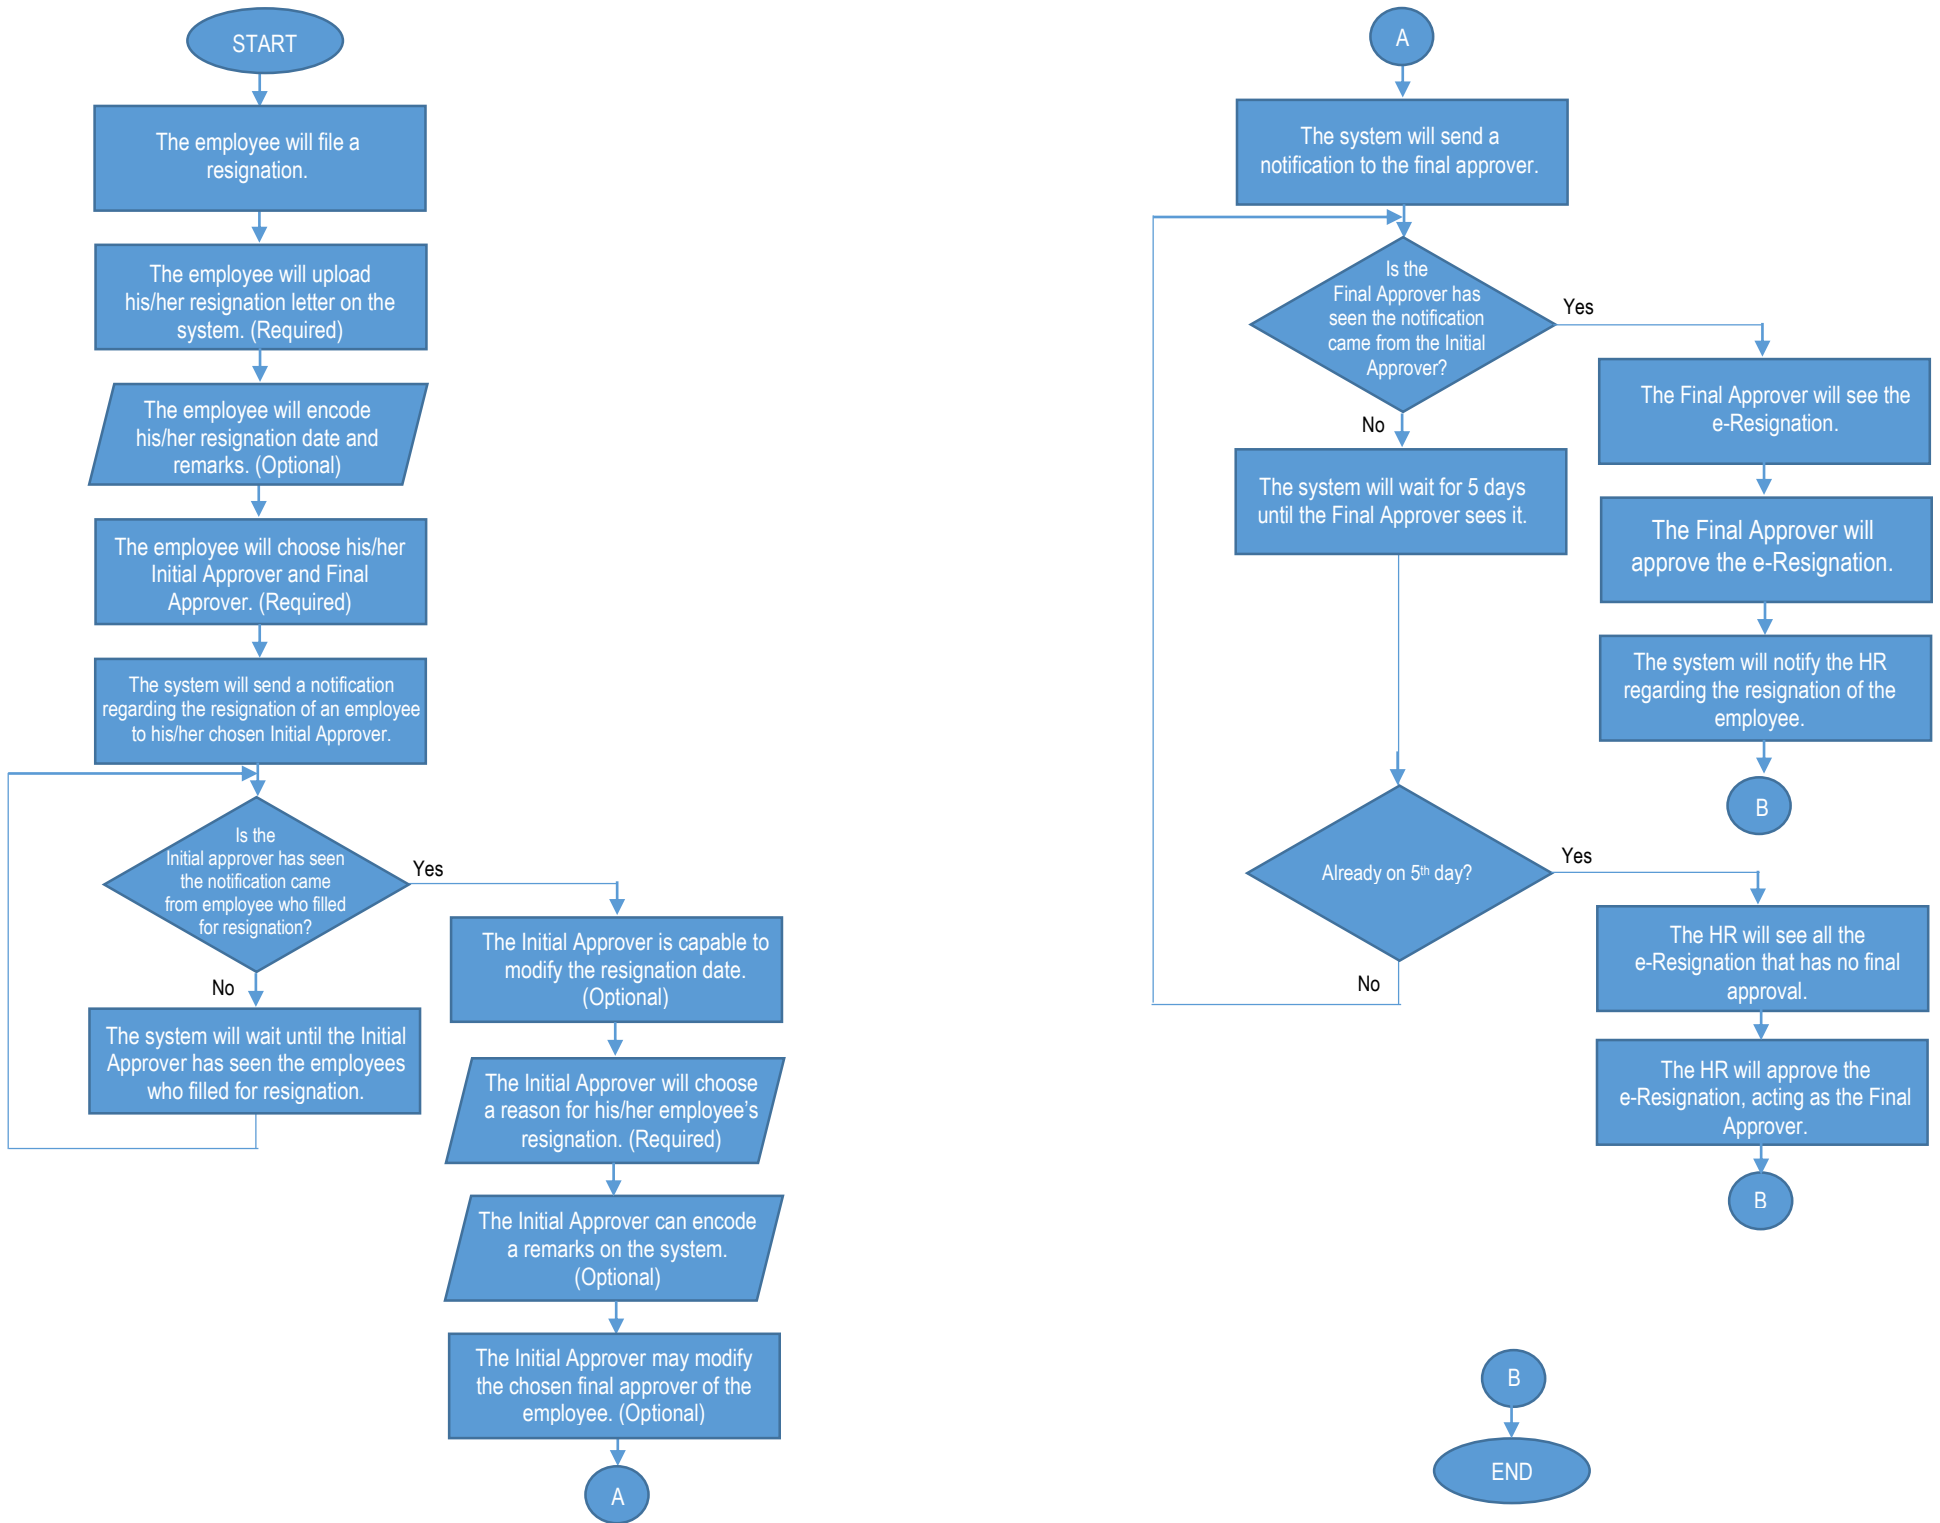 START
The employee will file a
resignation.
The employee will upload
his/her resignation letter on the
system. (Required)
The employee will encode
his/her resignation date and
remarks. (Optional)
The employee will choose his/her
Initial Approver and Final
Approver. (Required)
The system will send a notification
regarding the resignation of an employee
to his/her chosen Initial Approver.
Is the
Initial approver has seen
the notification came
from employee who filled
for resignation?
Yes
No
The system will wait until the Initial
Approver has seen the employees
who filled for resignation.
The Initial Approver is capable to
modify the resignation date.
(Optional)
The Initial Approver will choose
a reason for his/her employee’s
resignation. (Required)
The Initial Approver can encode
a remarks on the system.
(Optional)
The Initial Approver may modify
the chosen final approver of the
employee. (Optional)
A
A
The system will send a
notification to the final approver.
Is the
Final Approver has
seen the notification
came from the Initial
Approver?
Yes
No
The system will wait for 5 days
until the Final Approver sees it.
The Final Approver will see the
e-Resignation.
The Final Approver will
approve the e-Resignation.
The system will notify the HR
regarding the resignation of the
employee.
B
Already on 5th day?
Yes
No
The HR will see all the
e-Resignation that has no final
approval.
The HR will approve the
e-Resignation, acting as the Final
Approver.
B
B
END